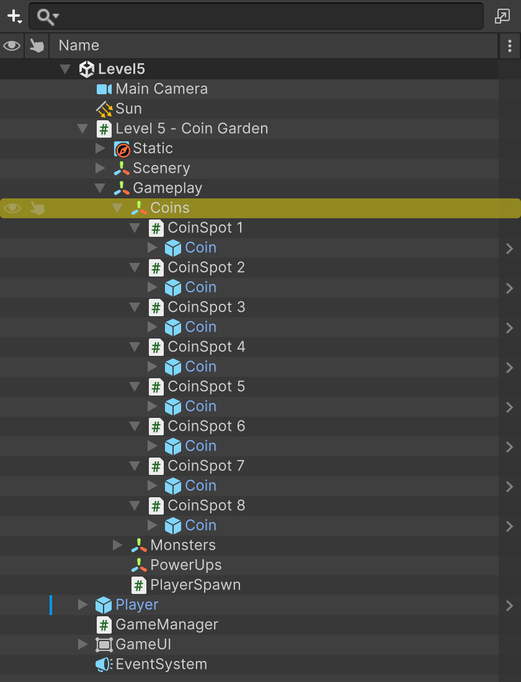 Name
Level5
Main Camera
Sun
# Level 5 - Coin Garden
Static
Scenery
Gameplay
Coins
# CoinSpot 1
Coin
# CoinSpot 2
Coin
# CoinSpot 3
Coin
# CoinSpot 4
Coin
# CoinSpot 5
Coin
# CoinSpot 6
Coin
# CoinSpot 7
Coin
# CoinSpot 8
Coin
Monsters
PowerUps
# PlayerSpawn
Player
# GameManager
GameUI
EventSystem